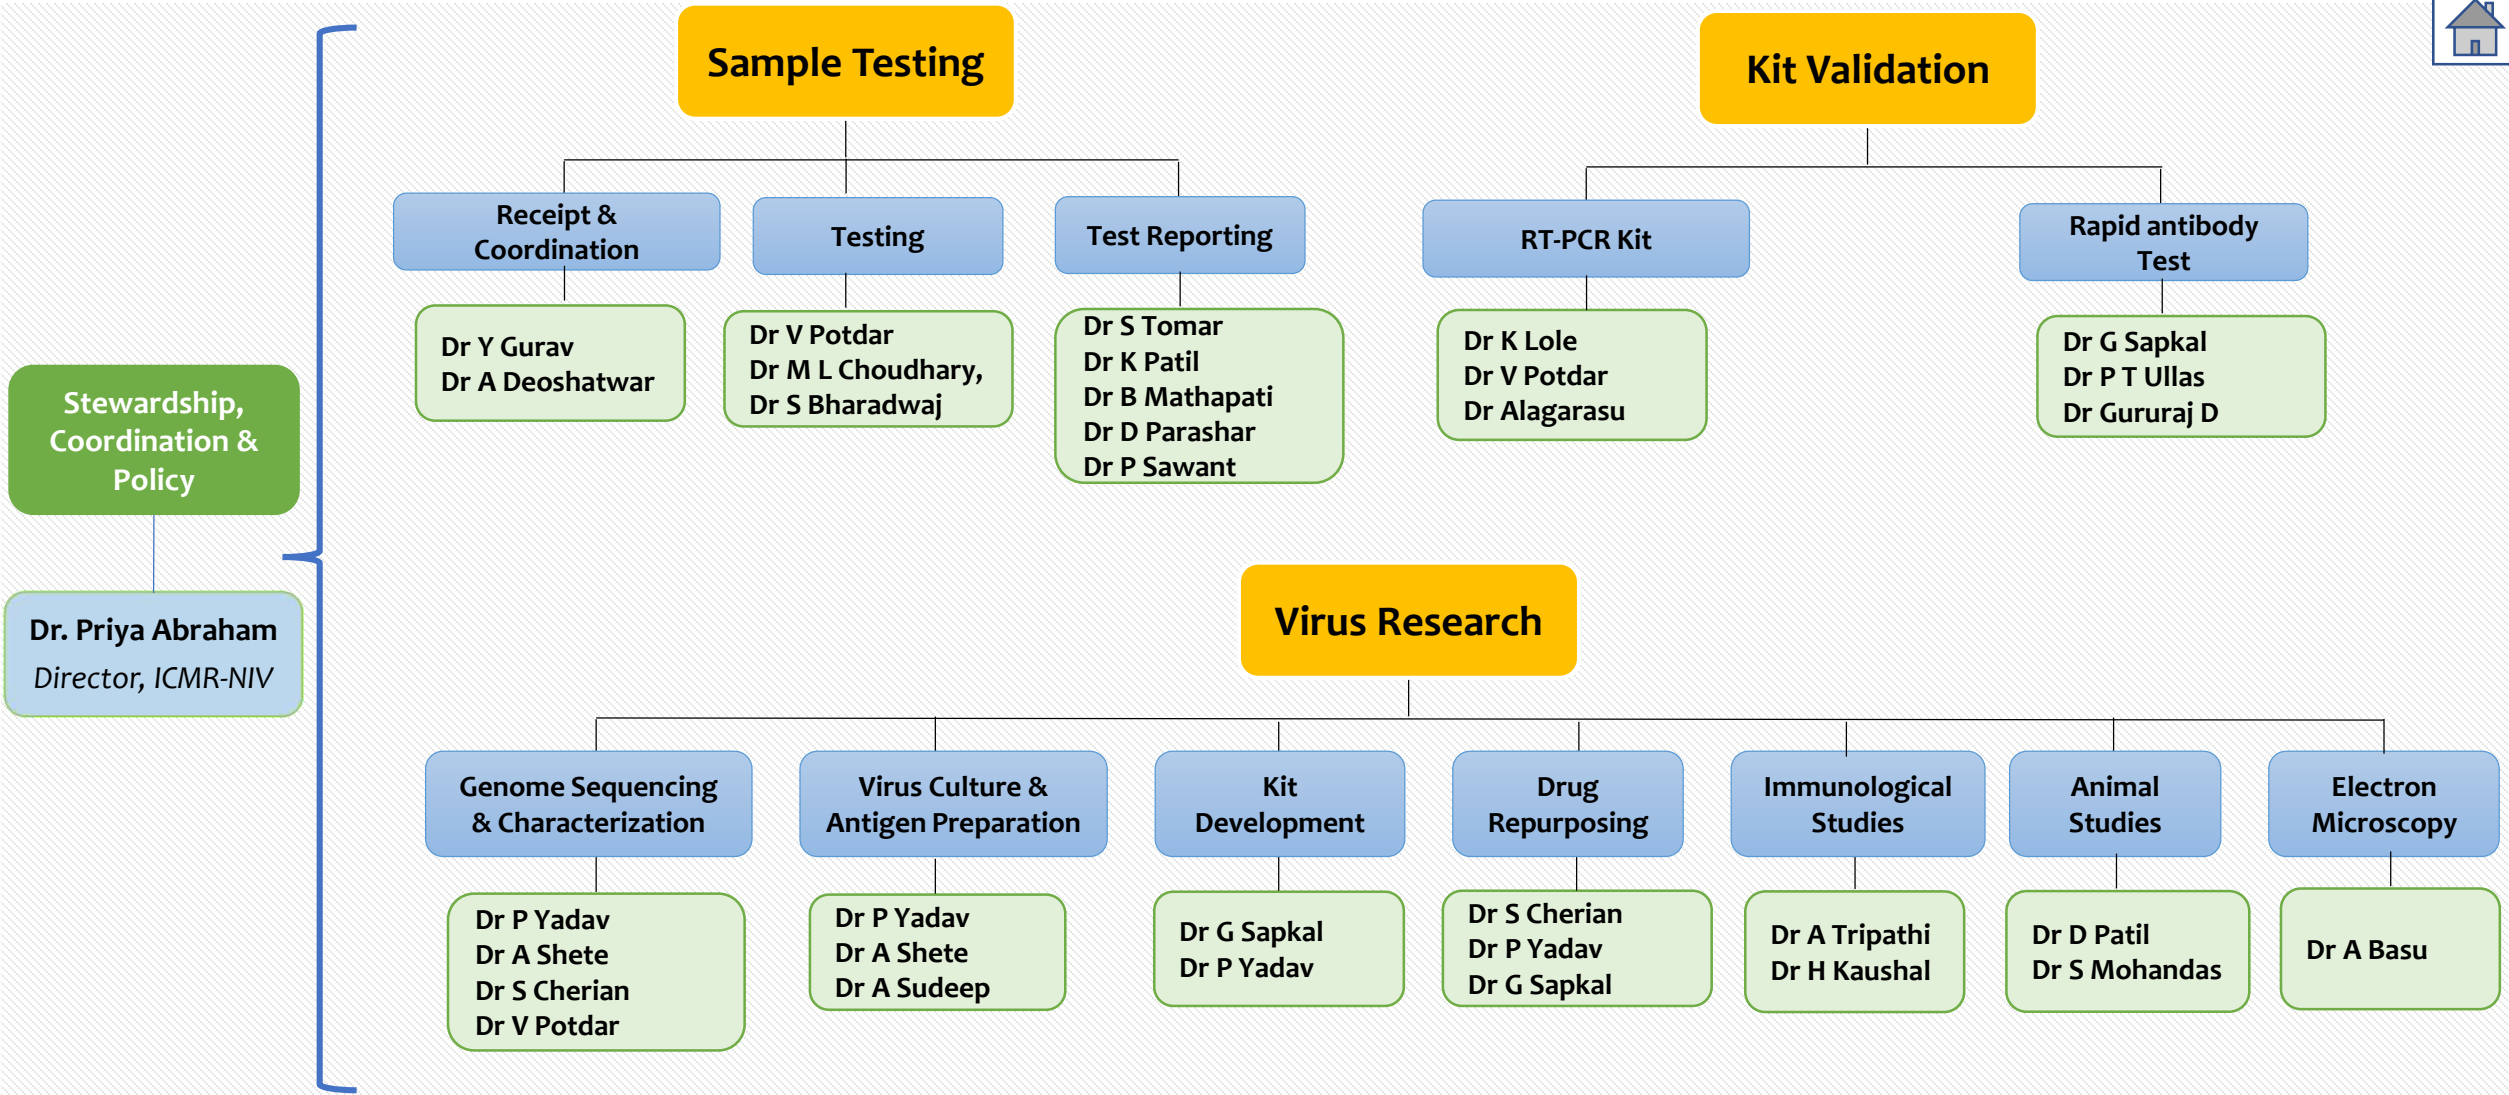 Sample Testing
Kit Validation
Receipt &
Coordination
Testing
Test Reporting
RT-PCR Kit
Rapid antibody
Test
Dr Y Gurav
Dr A Deoshatwar
Dr V Potdar
Dr M L Choudhary,
Dr S Bharadwaj
Dr S Tomar
Dr K Patil
Dr B Mathapati
Dr D Parashar
Dr P Sawant
Dr K Lole
Dr V Potdar
Dr Alagarasu
Dr G Sapkal
Dr P T Ullas
Dr Gururaj D
Stewardship,
Coordination &
Policy
Dr. Priya Abraham
Director, ICMR-NIV
Virus Research
Genome Sequencing
& Characterization
Virus Culture &
Antigen Preparation
Kit
Development
Drug
Repurposing
Immunological
Studies
Animal
Studies
Electron
Microscopy
Dr P Yadav
Dr A Shete
Dr S Cherian
Dr V Potdar
Dr P Yadav
Dr A Shete
Dr A Sudeep
Dr G Sapkal
Dr P Yadav
Dr S Cherian
Dr P Yadav
Dr G Sapkal
Dr A Tripathi
Dr H Kaushal
Dr D Patil
Dr S Mohandas
Dr A Basu